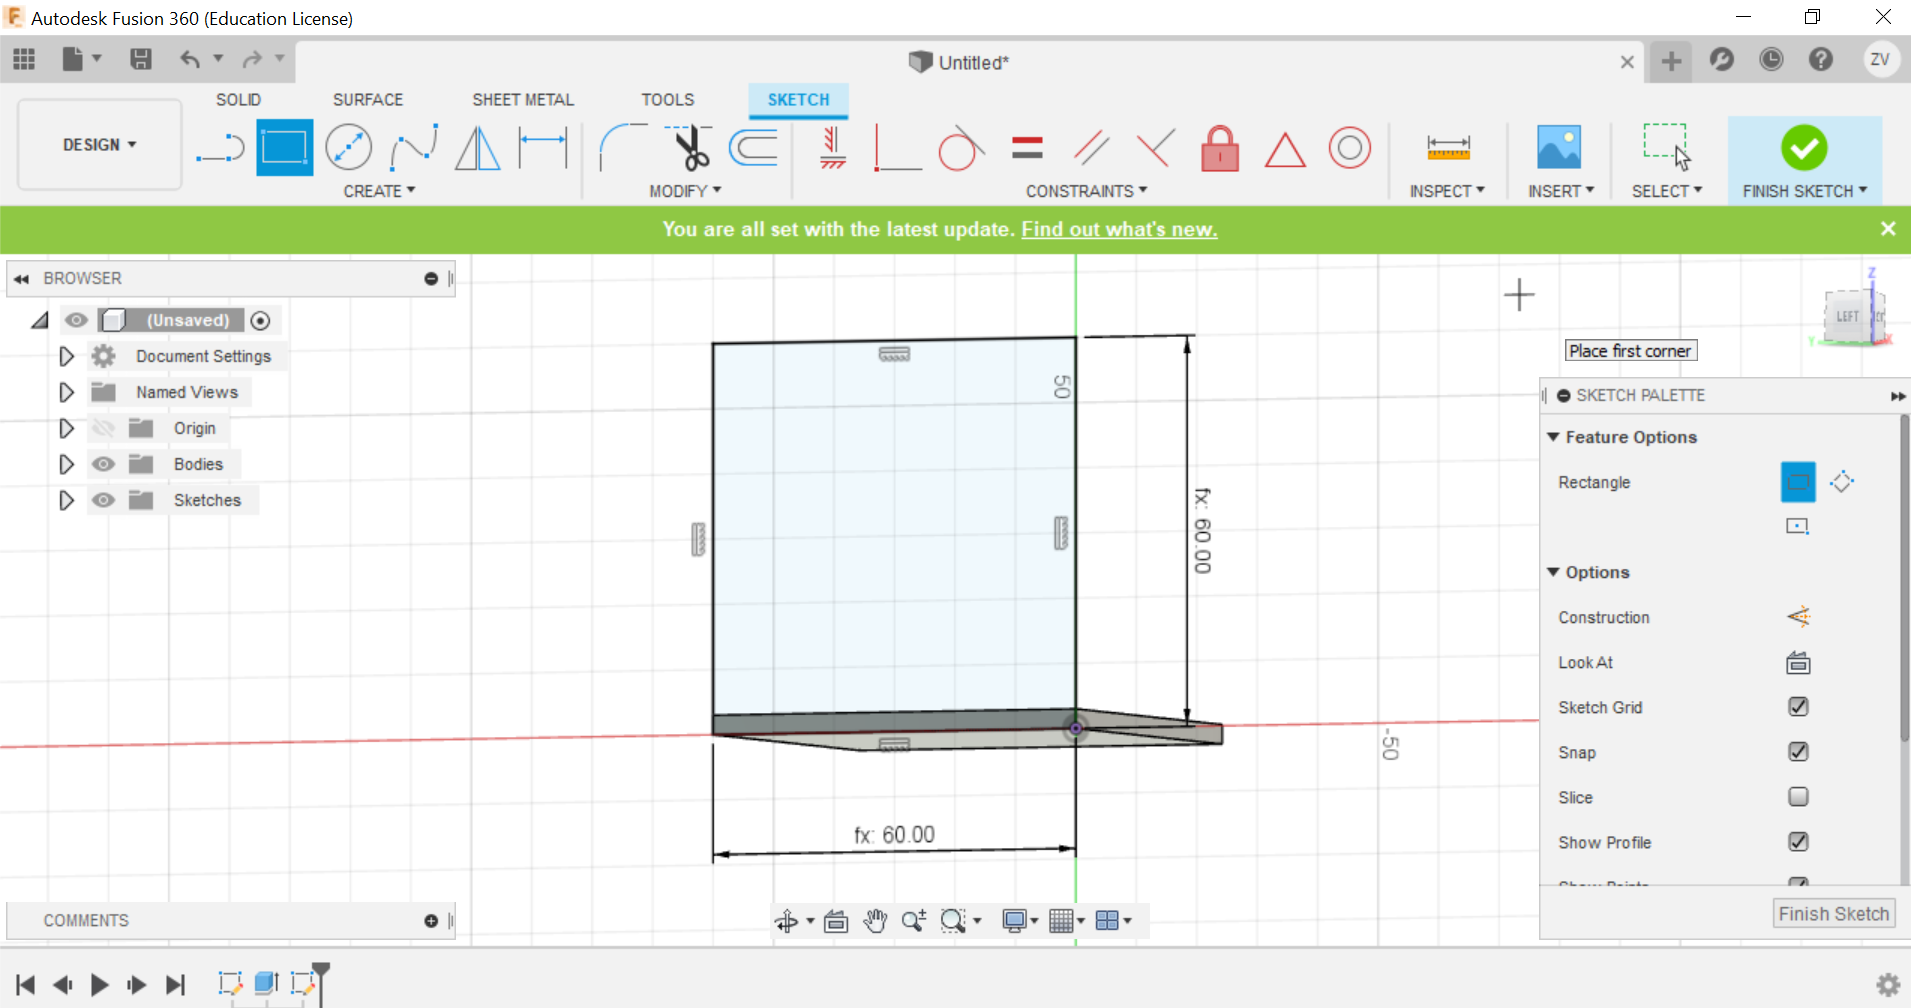 Autodesk Fusion 360 (Education License)
Untitled*
ZV
SOLID
SURFACE
SHEET METAL
TOOLS
SKETCH
DESIGN
CREATE
MODIFY
CONSTRAINTS
INSPECT
INSERT
SELECT
FINISH SKETCH
You are all set with the latest update. Find out what's new.
BROWSER
(Unsaved)
Document Settings
Named Views
Origin
Bodies
Sketches
Z
LEFT
Y
X
Place first corner
50
fx: 60.00
-50
fx: 60.00
SKETCH PALETTE
Feature Options
Rectangle
Options
Construction
Look At
Sketch Grid
Snap
Slice
Show Profile
Show Points
Finish Sketch
COMMENTS